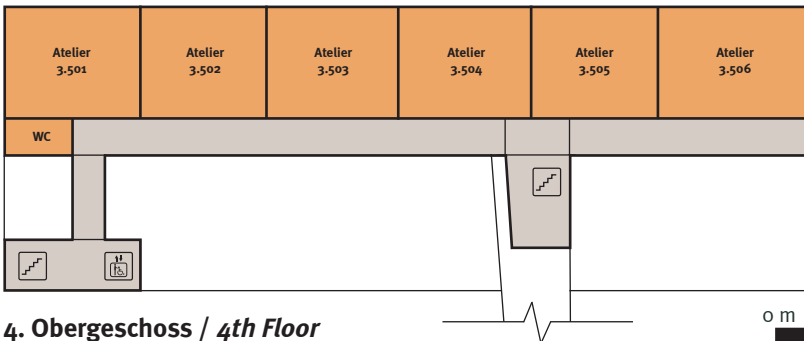 Atelier
3.501
Atelier
3.502
Atelier
3.503
Atelier
3.504
Atelier
3.505
Atelier
3.506
WC
4. Obergeschoss / 4th Floor
0 m